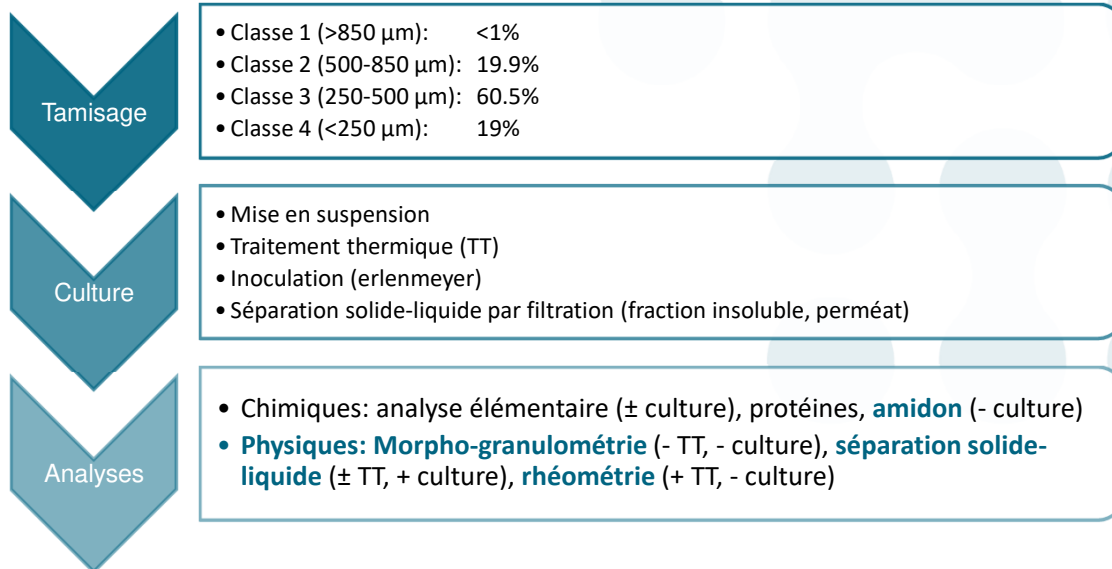 Tamisage
• Classe 1 (>850 µm): <1%
• Classe 2 (500-850 µm): 19.9%
• Classe 3 (250-500 µm): 60.5%
• Classe 4 (<250 µm): 19%
Culture
• Mise en suspension
• Traitement thermique (TT)
• Inoculation (erlenmeyer)
• Séparation solide-liquide par filtration (fraction insoluble, perméat)
Analyses
• Chimiques: analyse élémentaire (± culture), protéines, amidon (- culture)
• Physiques: Morpho-granulométrie (- TT, - culture), séparation solide-
liquide (± TT, + culture), rhéométrie (+ TT, - culture)